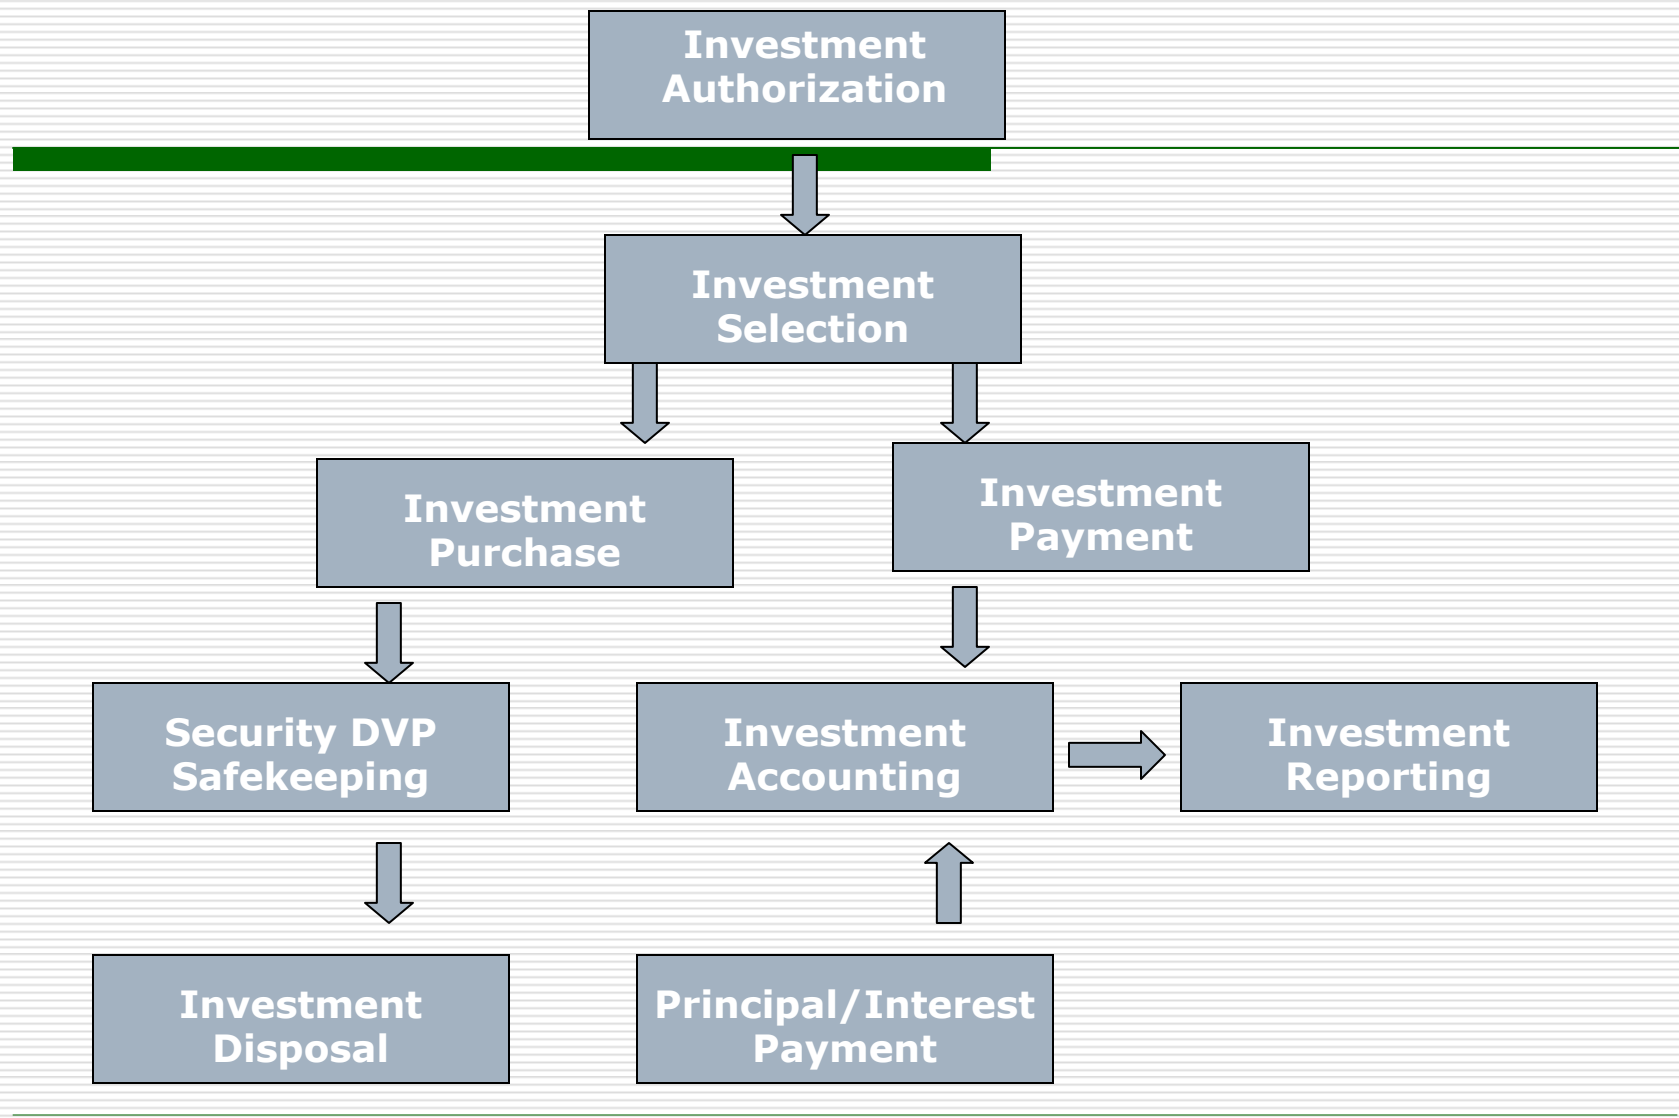 Investment
Authorization
Investment
Selection
Investment
Purchase
Investment
Payment
Security DVP
Safekeeping
Investment
Accounting
Investment
Reporting
Investment
Disposal
Principal/Interest
Payment